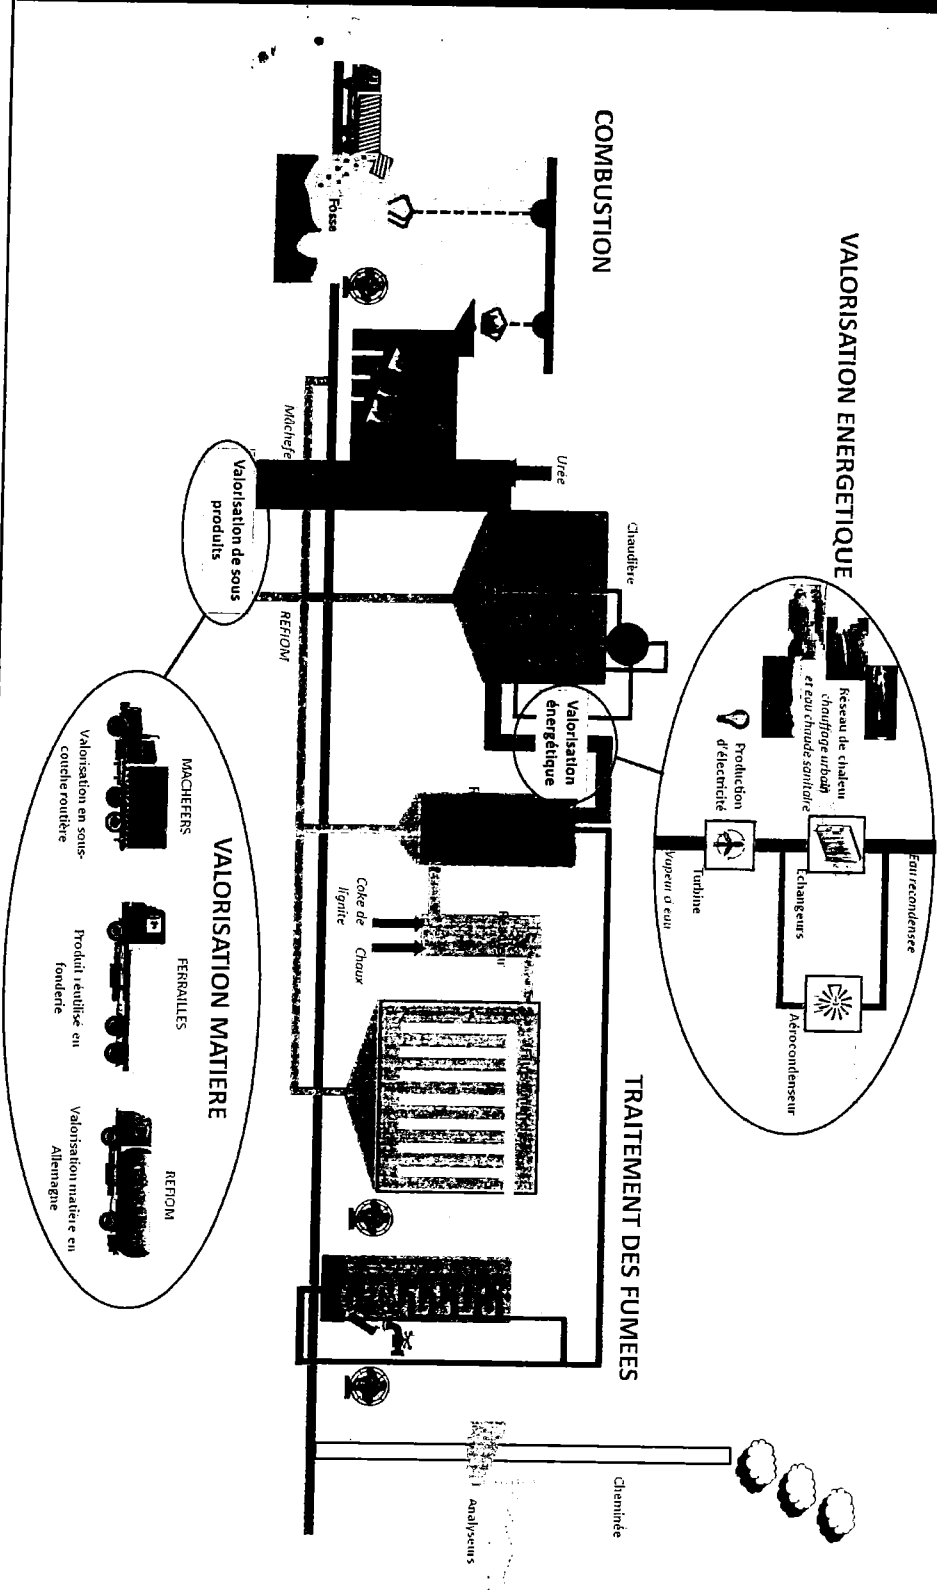 VALORISATION ENERGETIQUE
COMBUSTION
TRAITEMENT DES FUMEES
Réseau de chaleur
chauffage urbain
et eau chaude sanitaire
Production
d'électricité
Eau recondensée
Echangeurs
Aérocondenseur
Turbine
Vapeur d'eau
Fosse
Urée
Chaudière
Valorisation
énergétique
Mâchefe
REFIOM
Valorisation de sous
produits
Coke de
lignite
Chaux
Cheminée
Analyseurs
VALORISATION MATIERE
MACHEFERS
Valorisation en sous-
couche routière
FERRAILLES
Produit réutilisé en
fonderie
REFIOM
Valorisation matière en
Allemagne